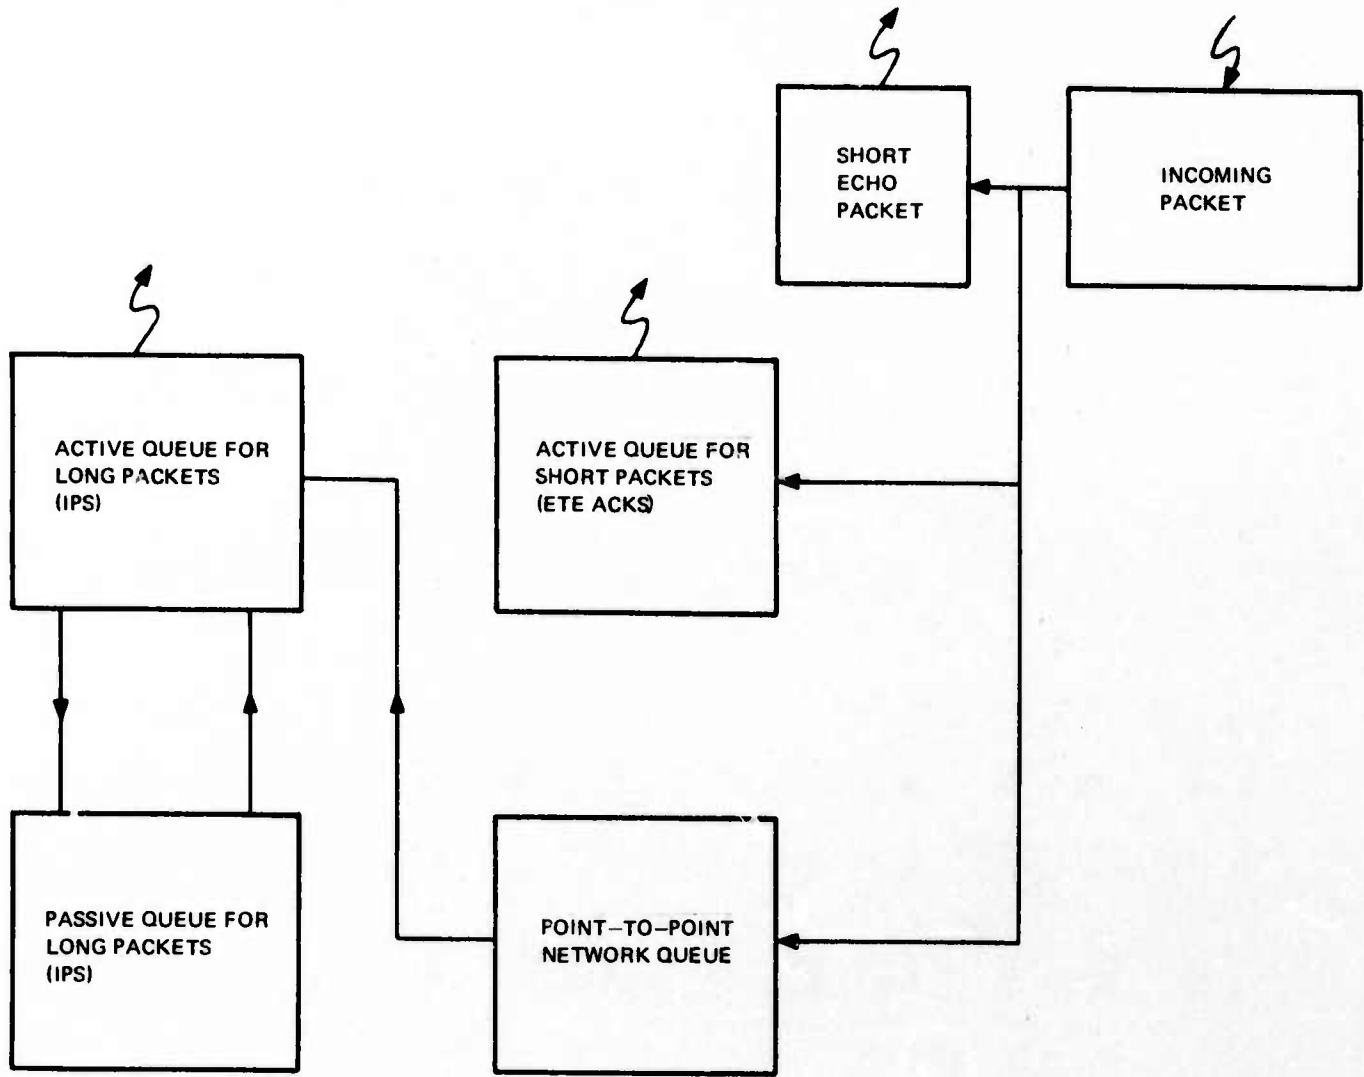 SHORT
ECHO
PACKET
INCOMING
PACKET
ACTIVE QUEUE FOR
LONG PACKETS
(IPS)
ACTIVE QUEUE FOR
SHORT PACKETS
(ETE ACKS)
PASSIVE QUEUE FOR
LONG PACKETS
(IPS)
POINT–TO–POINT
NETWORK QUEUE